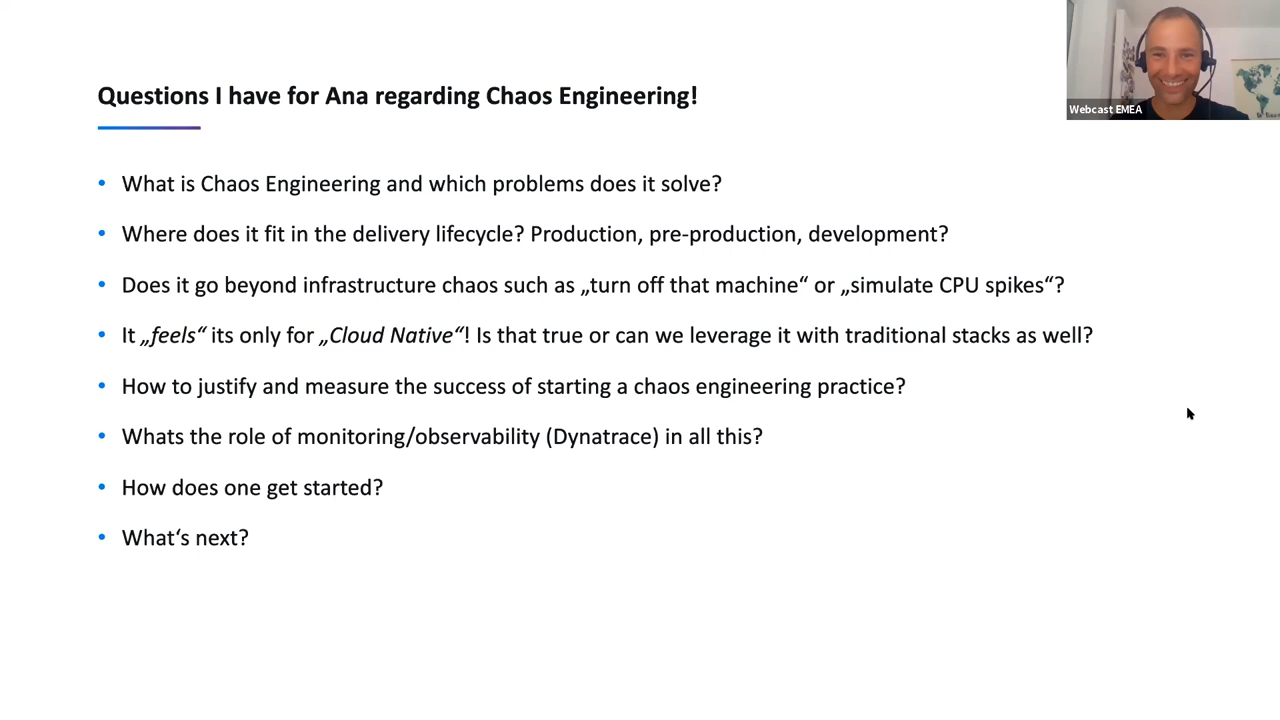 Questions I have for Ana regarding Chaos Engineering!
Webcast EMEA
• What is Chaos Engineering and which problems does it solve?
• Where does it fit in the delivery lifecycle? Production, pre-production, development?
• Does it go beyond infrastructure chaos such as „turn off that machine“ or „simulate CPU spikes“?
• It „feels“ its only for „Cloud Native“! Is that true or can we leverage it with traditional stacks as well?
• How to justify and measure the success of starting a chaos engineering practice?
• Whats the role of monitoring/observability (Dynatrace) in all this?
• How does one get started?
• What‘s next?